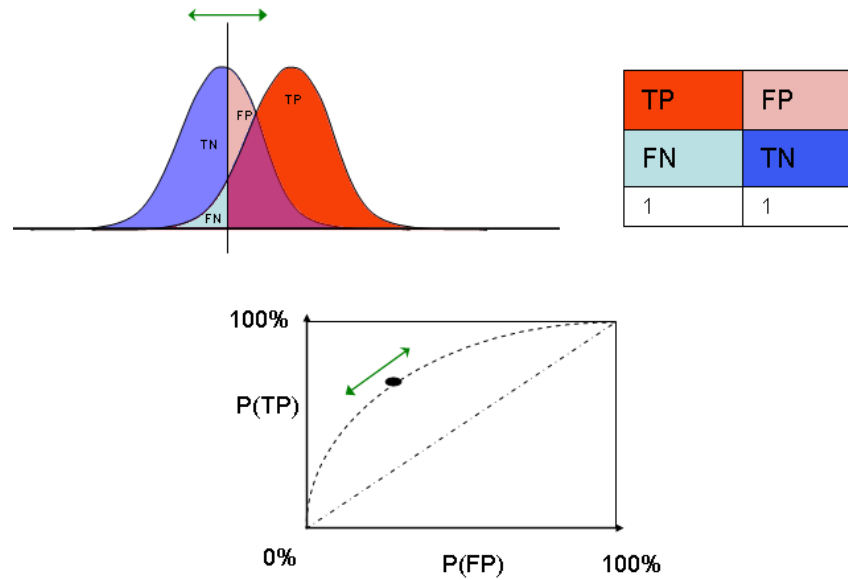 FP
TP
TN
FN
TP FP
FN TN
1 1
100%
P(TP)
0%
P(FP)
100%